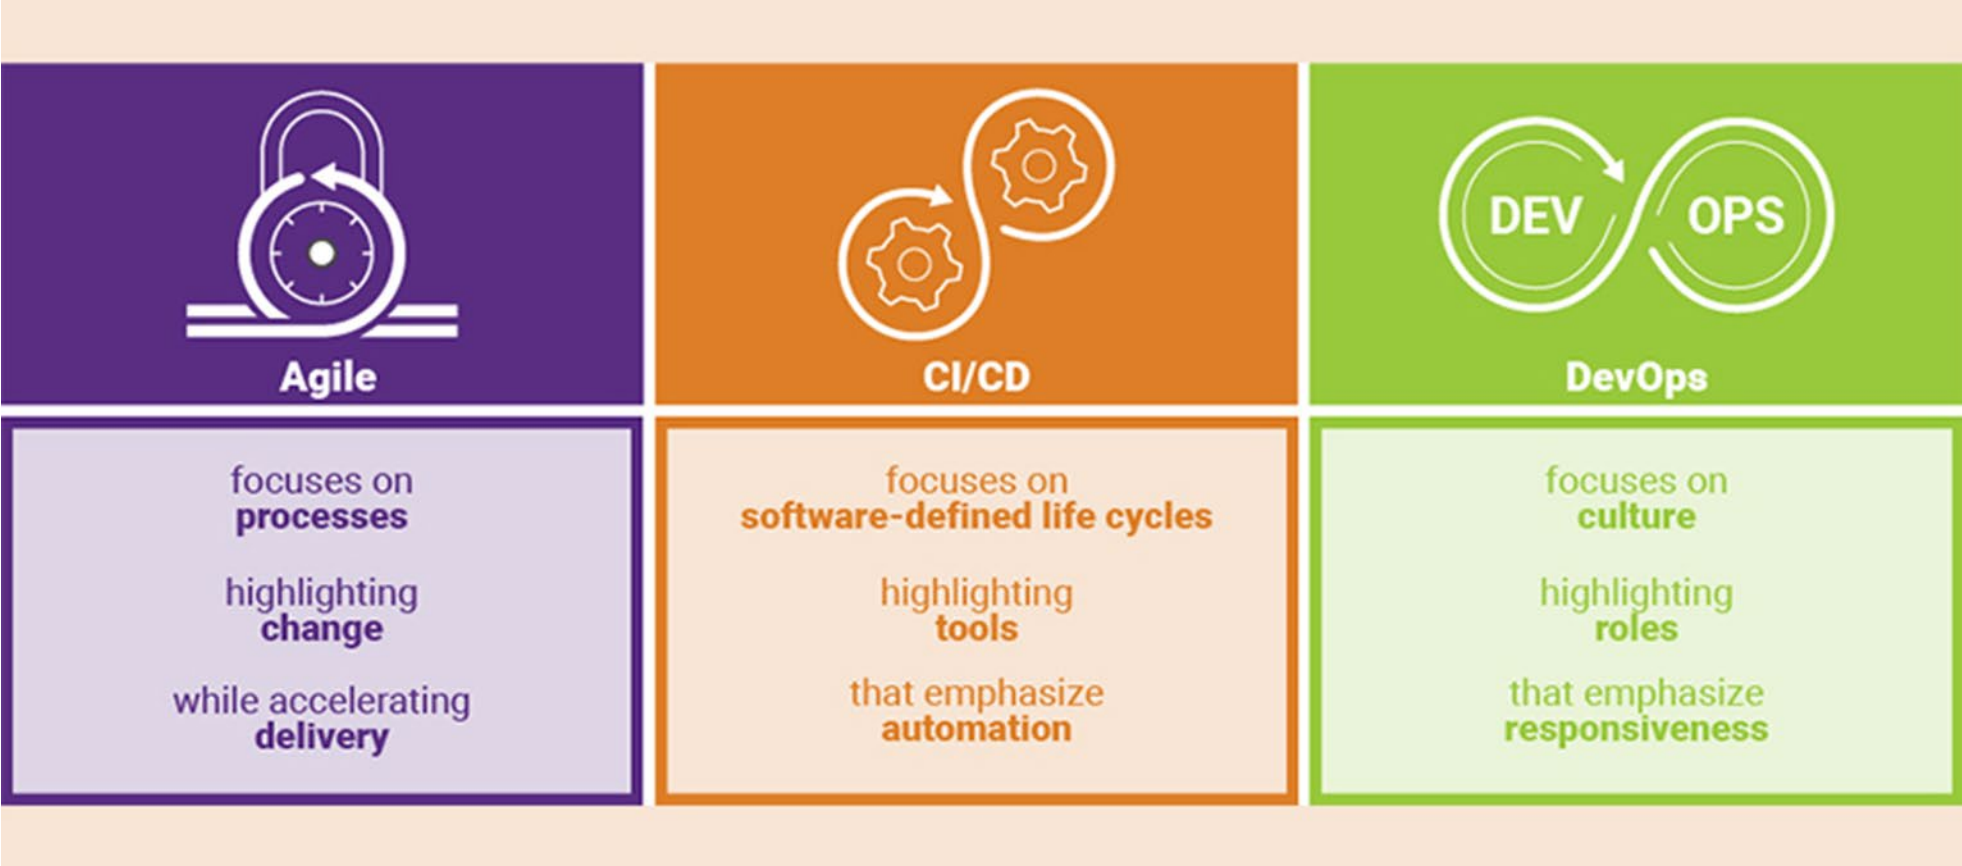 Agile
focuses on
processes
highlighting
change
while accelerating
delivery
CI/CD
focuses on
software-defined life cycles
highlighting
tools
that emphasize
automation
DEV OPS
DevOps
focuses on
culture
highlighting
roles
that emphasize
responsiveness